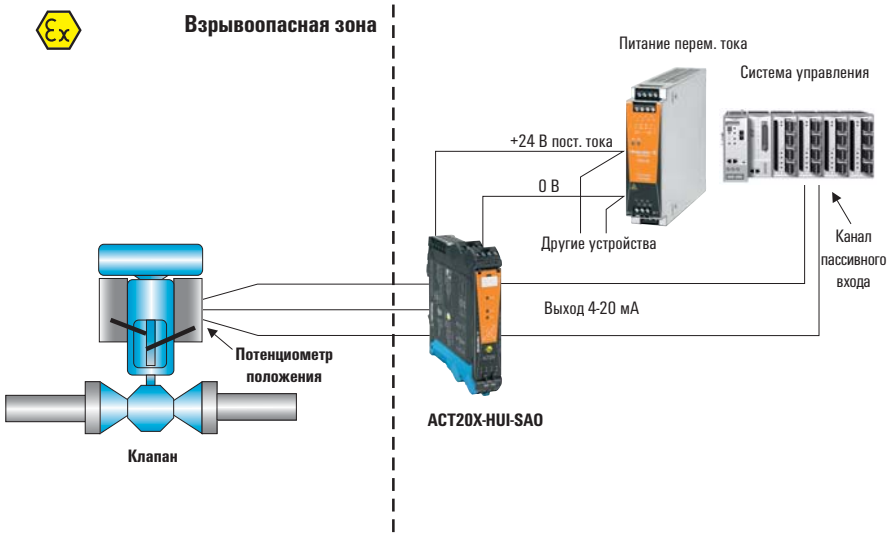 Ex
Взрывоопасная зона
Питание перем. тока
Система управления
+24 В пост. тока
0 В
Другие устройства
Канал
пассивного
входа
Выход 4-20 мА
Потенциометр
положения
ACT20X-HUI-SAO
Клапан